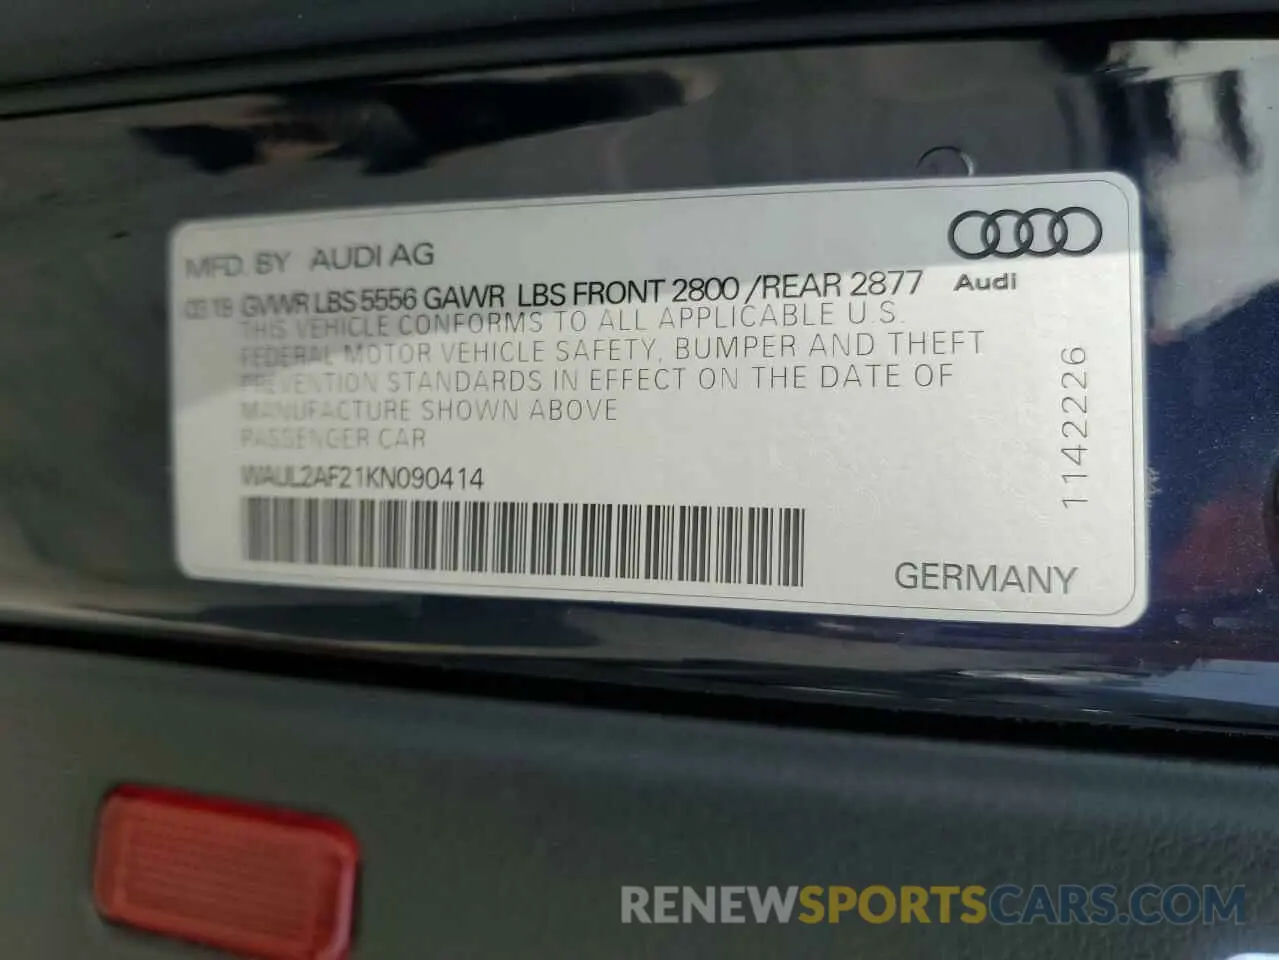 MFD. BY AUDI AG
03 19 GVWR LBS 5556 GAWR LBS FRONT 2800 /REAR 2877
Audi
THIS VEHICLE CONFORMS TO ALL APPLICABLE U.S.
FEDERAL MOTOR VEHICLE SAFETY, BUMPER AND THEFT
PREVENTION STANDARDS IN EFFECT ON THE DATE OF
MANUFACTURE SHOWN ABOVE
PASSENGER CAR
WAUL2AF21KN090414
11422226
GERMANY
RENEWSPORTSCARS.COM